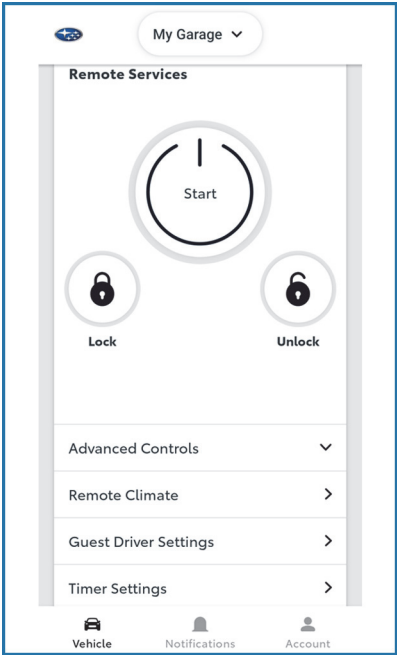 My Garage
Remote Services
Start
Lock
Unlock
Advanced Controls
Remote Climate
Guest Driver Settings
Timer Settings
Vehicle
Notifications
Account